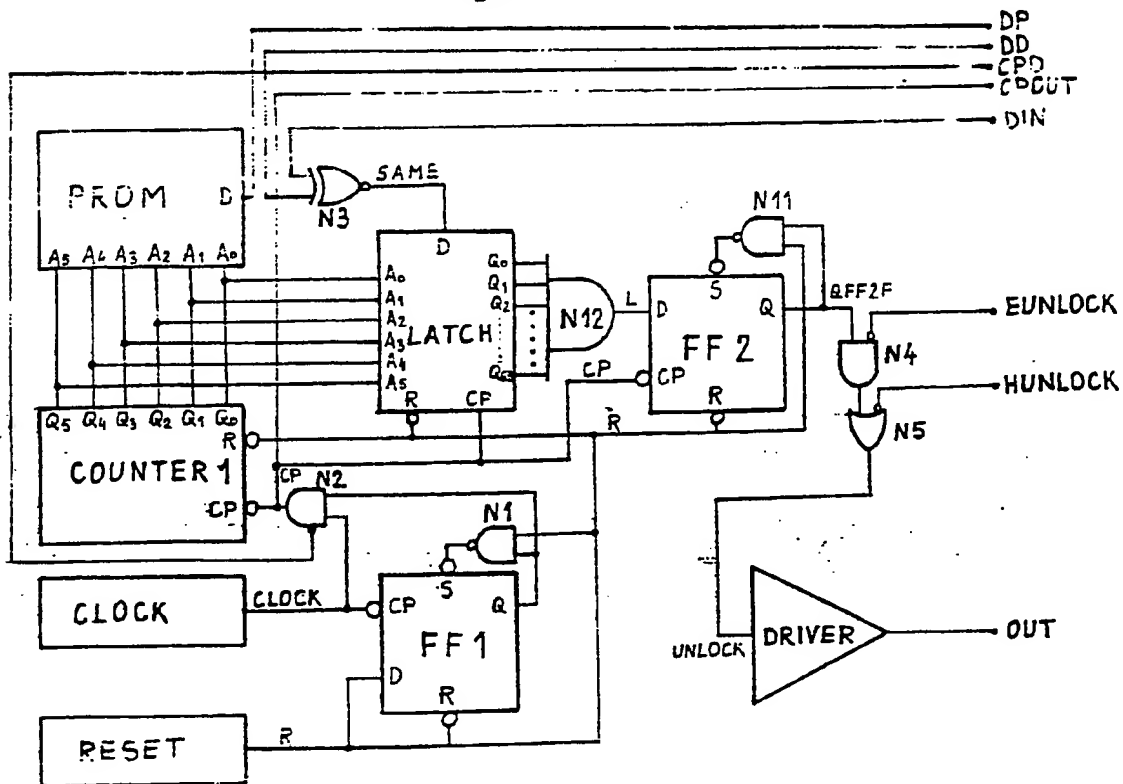 DP
DD
CPD
CPOUT
DIN
PROM
D
A5 A4 A3 A2 A1 A0
N3
SAME
D
A0
A1
A2
A3
A4
A5
LATCH
Q0
Q1
Q2
R
CP
N12
L
N11
S
D
Q
FF 2
CP
CP
R
QFF2F
EUNLOCK
N4
HUNLOCK
N5
Q5 Q4 Q3 Q2 Q1 Q0
R
COUNTER 1
CP
CP
N2
R
N1
CLOCK
CLOCK
S
CP
Q
FF 1
D
R
RESET
R
UNLOCK
DRIVER
OUT